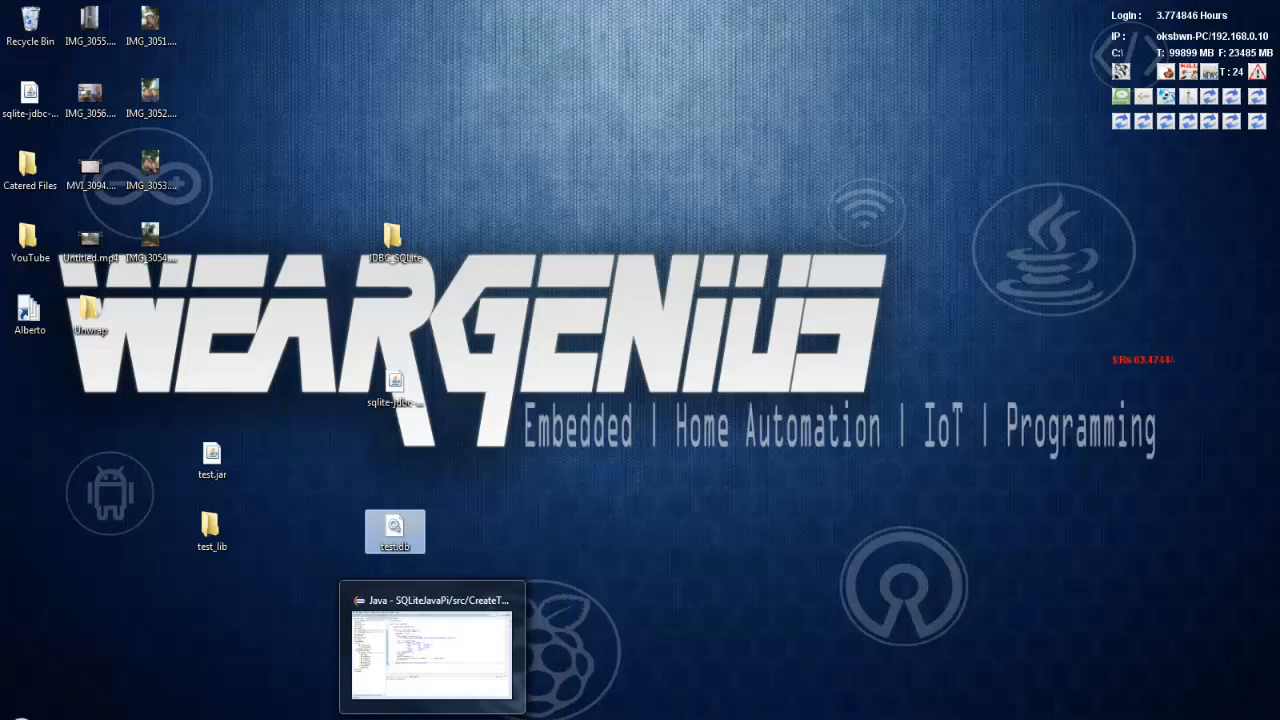 Recycle Bin
IMG_3055....
IMG_3051....
sqlite-jdbc-...
IMG_3056....
IMG_3052....
Catered Files
MVI_3094....
IMG_3053....
YouTube
Untitled.mp4
IMG_3054....
Alberto
Unwrap
JDBC_SQLite
sqlite-jdbc-...
test.jar
test_lib
test.db
WEARGENIUS
Embedded | Home Automation | IoT | Programming
Login : 3.774846 Hours
IP : oksbwn-PC/192.168.0.10
C:\ T: 99899 MB F: 23485 MB
KILL
NEWS
T : 24
$:Rs 63.4744/-
Java - SQLiteJavaPi/src/CreateT...